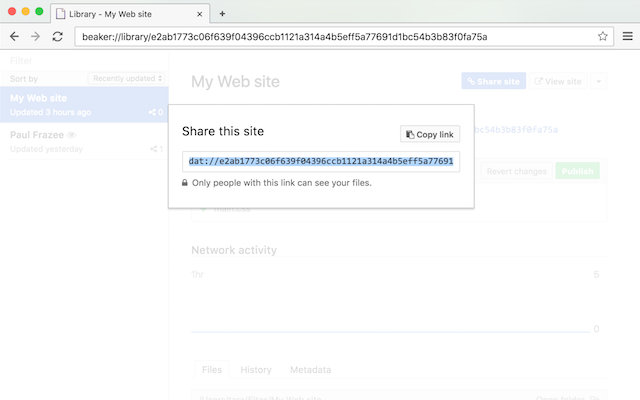 Library - My Web site
beaker://library/e2ab1773c06f639f04396ccb1121a314a4b5eff5a77691d1bc54b3b83f0fa75a
Filter
Sort by
Recently updated
My Web site
Updated 3 hours ago
0
Paul Frazee
Updated yesterday
1
My Web site
Share site
View site
Share this site
Copy link
dat://e2ab1773c06f639f04396ccb1121a314a4b5eff5a77691
Only people with this link can see your files.
bc54b3b83f0fa75a
Revert changes
Publish
Network activity
1hr
5
0
Files
History
Metadata
Open folder